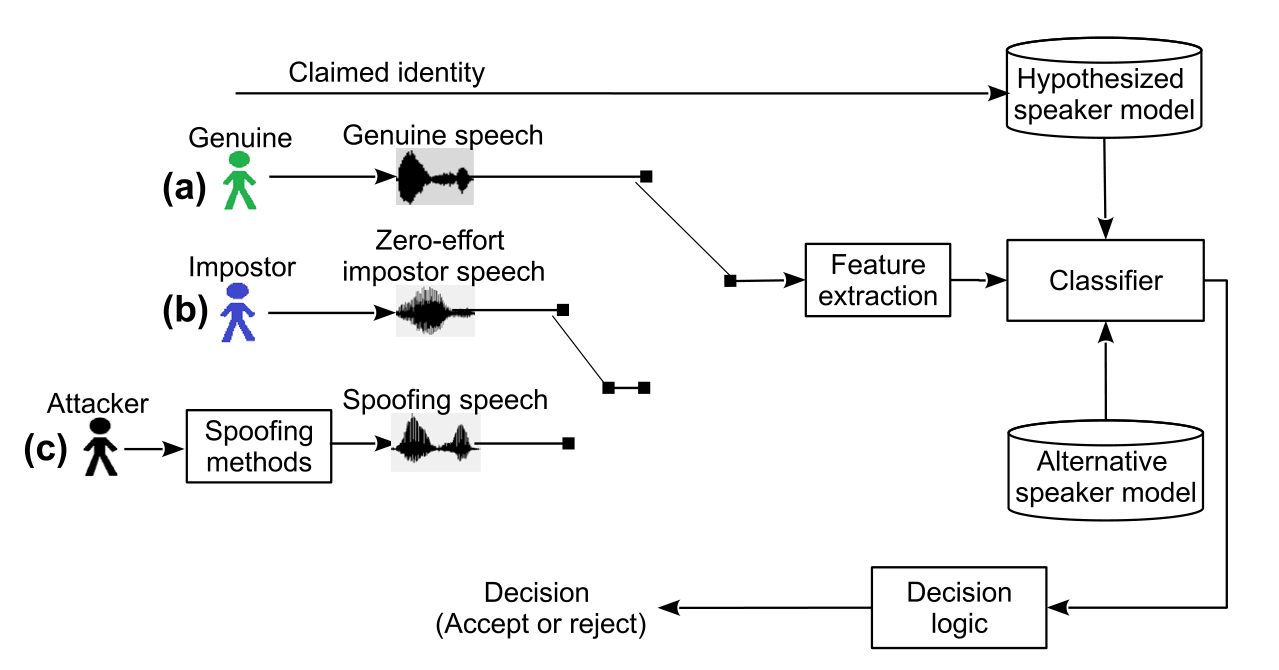 Claimed identity
Hypothesized
speaker model
Genuine
Genuine speech
(a)
Zero-effort
impostor speech
Impostor
(b)
Feature
extraction
Classifier
Attacker
Spoofing speech
(c)
Spoofing
methods
Alternative
speaker model
Decision
(Accept or reject)
Decision
logic